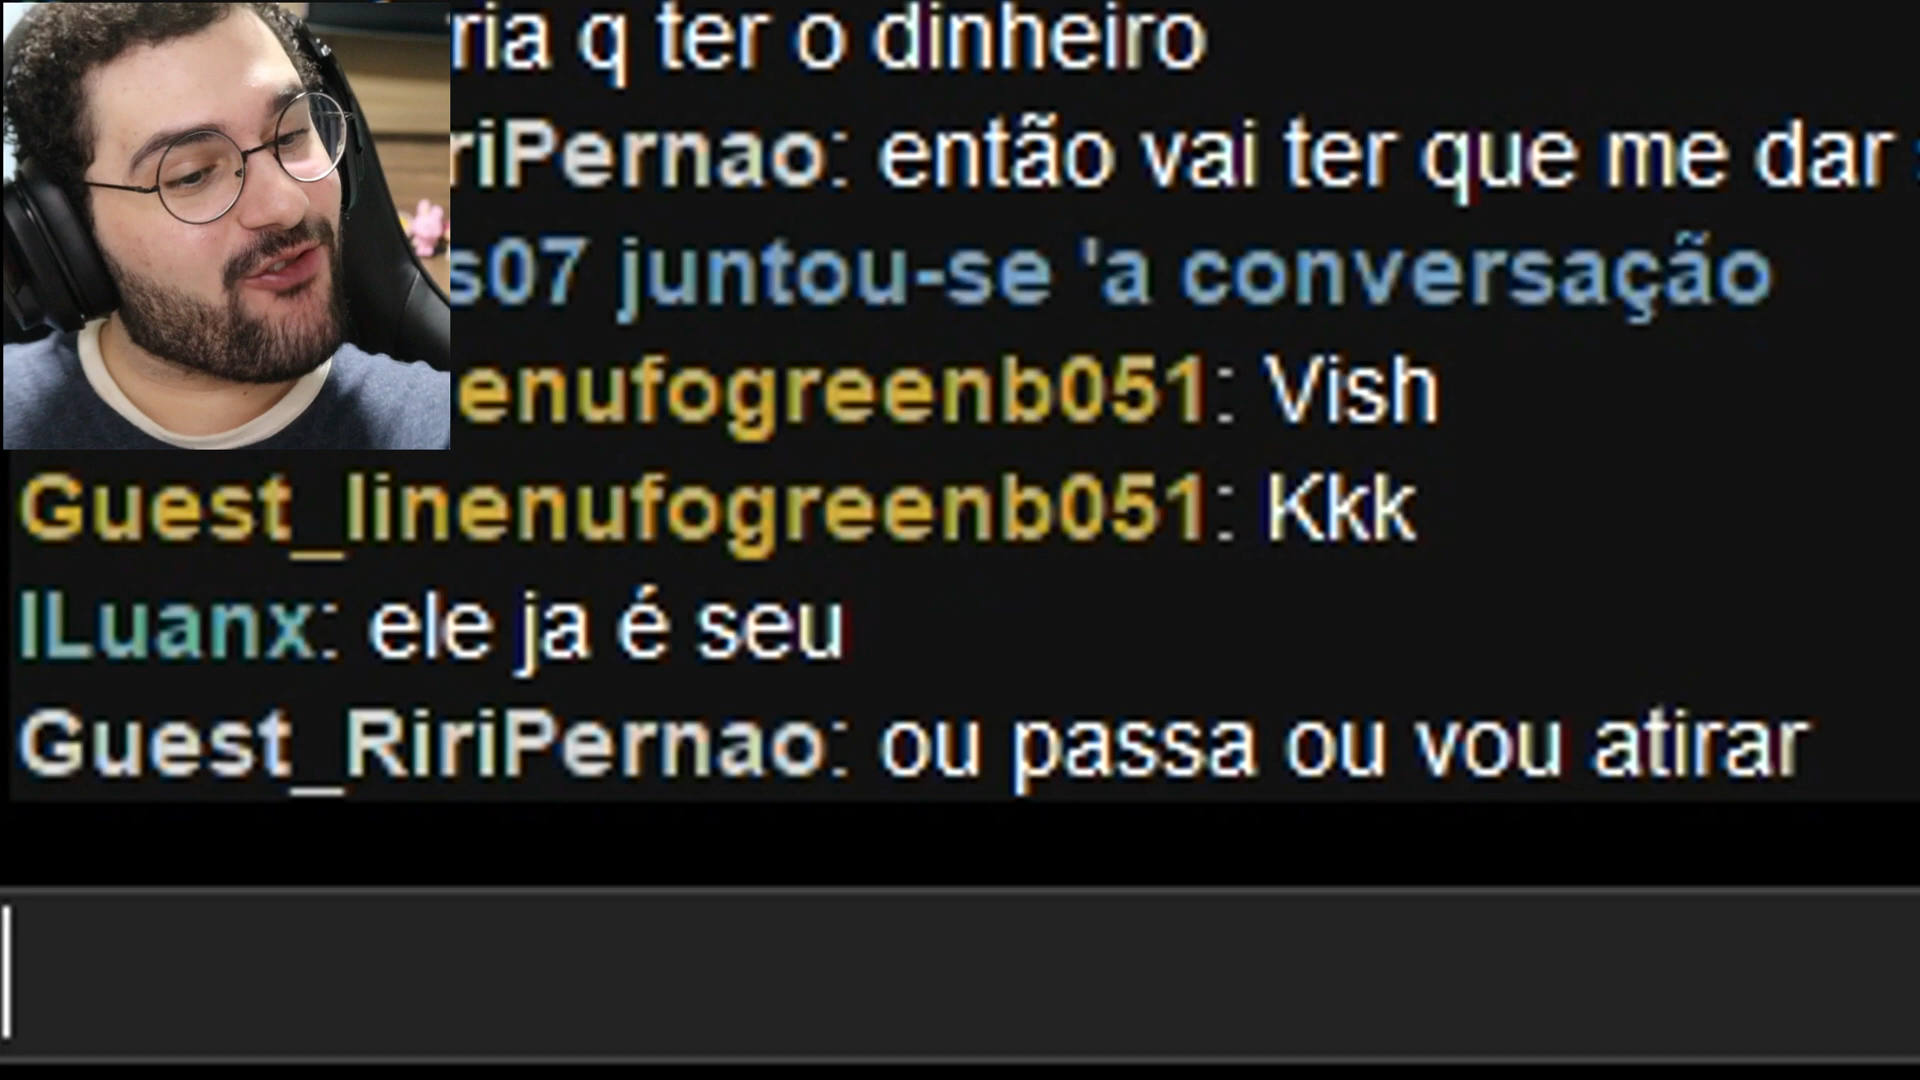 ria q ter o dinheiro
riPernao: então vai ter que me dar
s07 juntou-se 'a conversação
enufogreenb051: Vish
Guest_linenufogreenb051: Kkk
ILuanx: ele ja é seu
Guest_RiriPernao: ou passa ou vou atirar